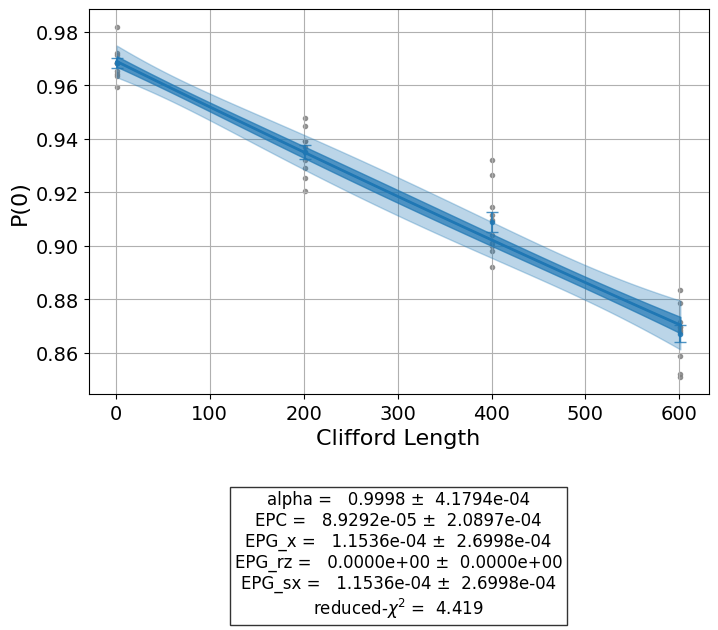 0.98
0.96
0.94
0.92
0.90
0.88
0.86
P(0)
0 100 200 300 400 500 600
Clifford Length
alpha = 0.9998 ± 4.1794e-04
EPC = 8.9292e-05 ± 2.0897e-04
EPG_x = 1.1536e-04 ± 2.6998e-04
EPG_rz = 0.0000e+00 ± 0.0000e+00
EPG_sx = 1.1536e-04 ± 2.6998e-04
reduced-χ² = 4.419